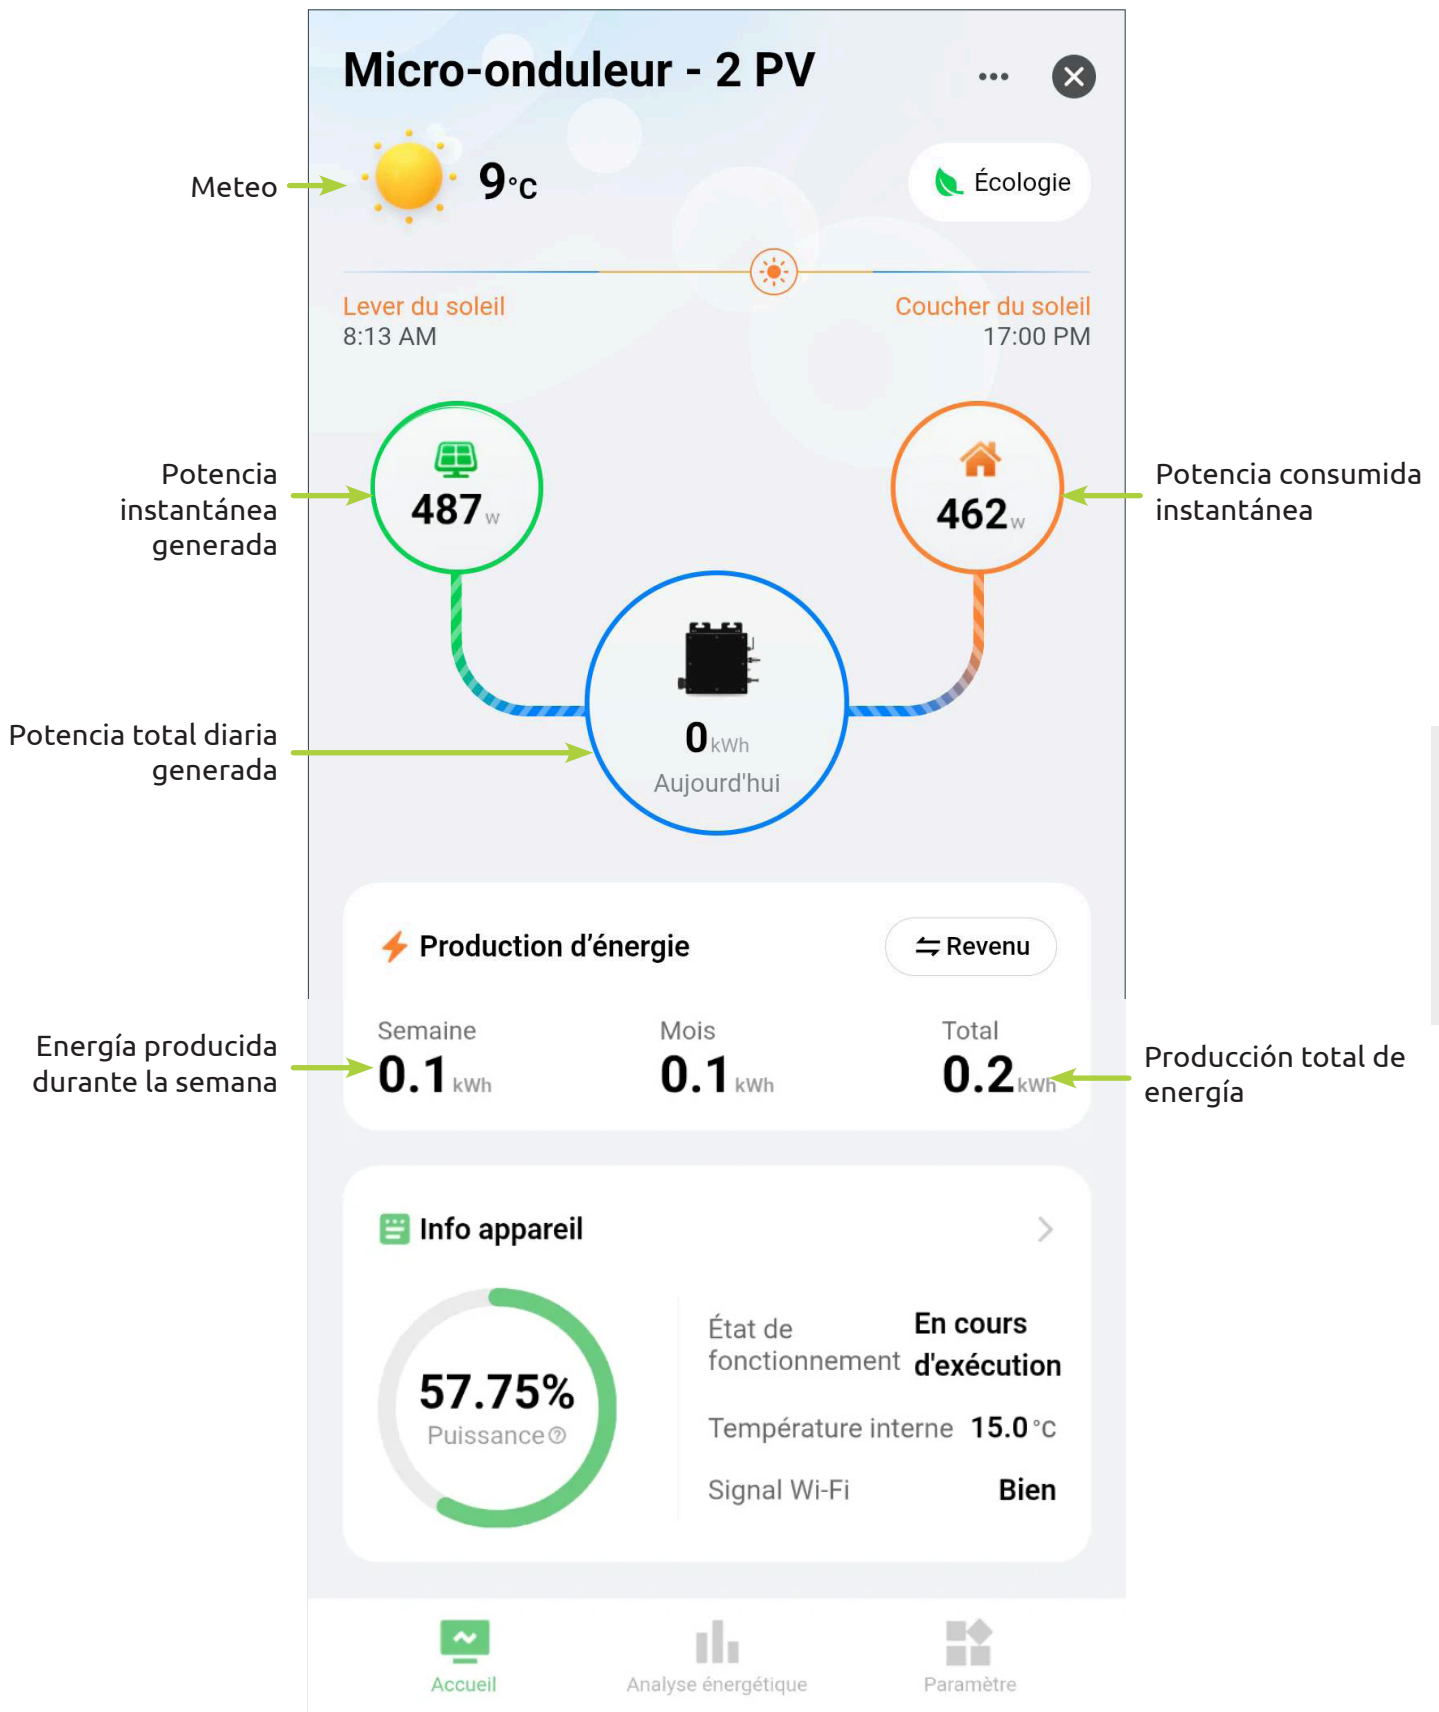 Micro-onduleur - 2 PV
Meteo
9°C
Écologie
Lever du soleil
8:13 AM
Coucher du soleil
17:00 PM
Potencia
instantánea
generada
487 w
462 w
Potencia consumida
instantánea
Potencia total diaria
generada
0 kWh
Aujourd'hui
Production d’énergie
Revenu
Energía producida
durante la semana
Semaine
0.1 kWh
Mois
0.1 kWh
Total
0.2 kWh
Producción total de
energía
Info appareil
57.75%
Puissance
État de
fonctionnement
En cours
d'exécution
Température interne 15.0 °C
Signal Wi-Fi Bien
Accueil
Analyse énergétique
Paramètre